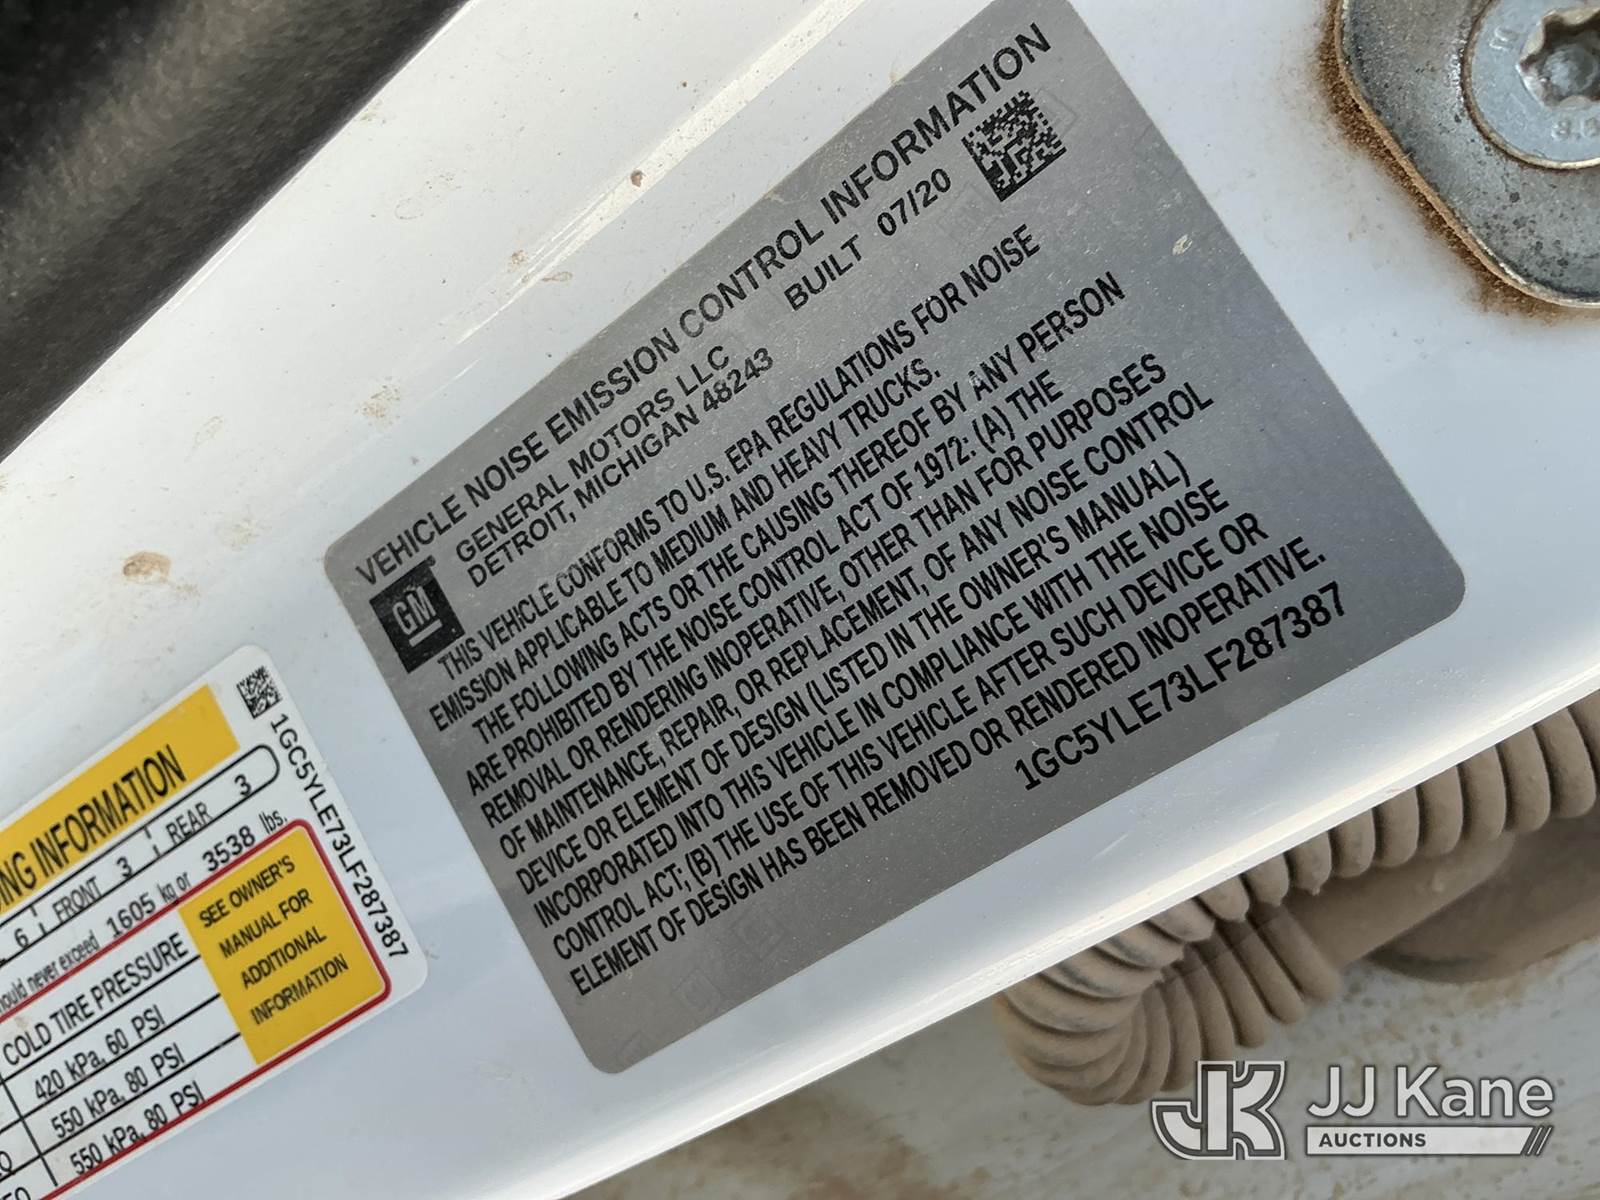 VEHICLE NOISE EMISSION CONTROL INFORMATION
GM
GENERAL MOTORS LLC
DETROIT, MICHIGAN 48243
BUILT 07/20
THIS VEHICLE CONFORMS TO U.S. EPA REGULATIONS FOR NOISE
EMISSION APPLICABLE TO MEDIUM AND HEAVY TRUCKS.
THE FOLLOWING ACTS OR THE CAUSING THEREOF BY ANY PERSON
ARE PROHIBITED BY THE NOISE CONTROL ACT OF 1972: (A) THE
REMOVAL OR RENDERING INOPERATIVE, OTHER THAN FOR PURPOSES
OF MAINTENANCE, REPAIR, OR REPLACEMENT, OF ANY NOISE CONTROL
DEVICE OR ELEMENT OF DESIGN (LISTED IN THE OWNER'S MANUAL)
INCORPORATED INTO THIS VEHICLE IN COMPLIANCE WITH THE NOISE
CONTROL ACT; (B) THE USE OF THIS VEHICLE AFTER SUCH DEVICE OR
ELEMENT OF DESIGN HAS BEEN REMOVED OR RENDERED INOPERATIVE.
1GC5YLE73LF287387
INFORMATION
6 FRONT 3 REAR 3
never exceed 1605 kg or 3538 lbs.
COLD TIRE PRESSURE
420 kPa, 60 PSI
550 kPa, 80 PSI
550 kPa, 80 PSI
SEE OWNER'S
MANUAL FOR
ADDITIONAL
INFORMATION
1GC5YLE73LF287387
JK JJ Kane
AUCTIONS